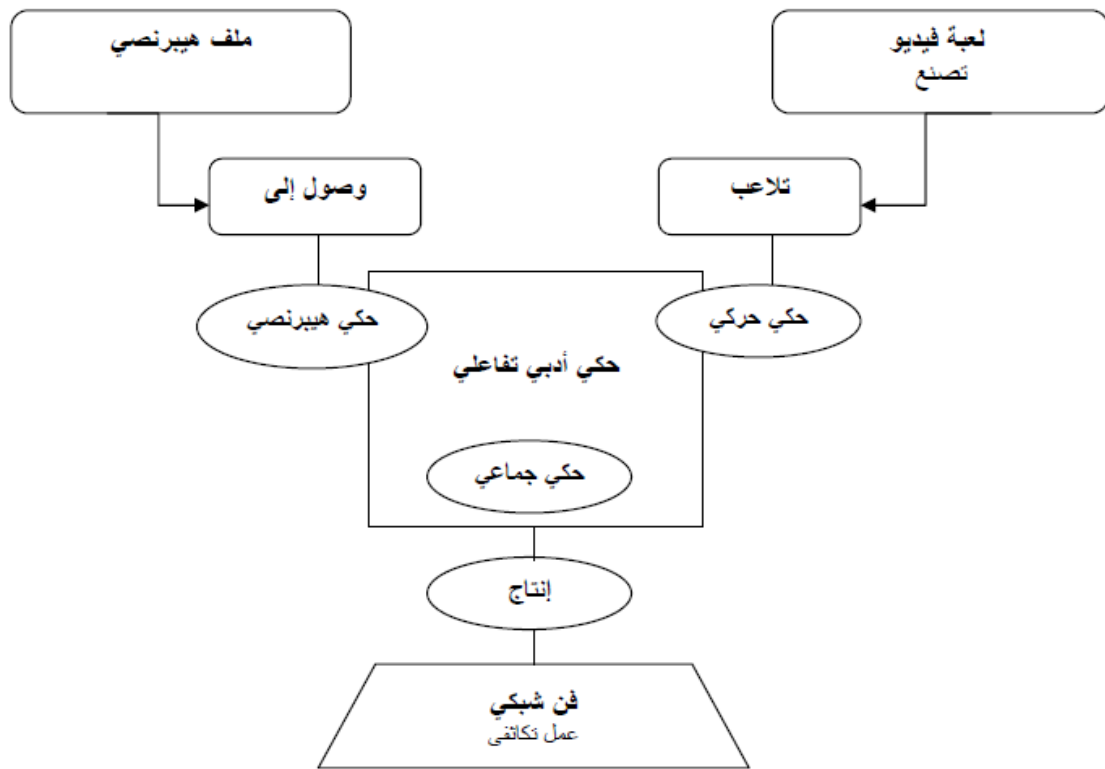 لعبة فيديو
تصنع
ملف هيبرنصي
تلاعب
وصول إلى
حكي حركي
حكي هيبرنصي
حكي أدبي تفاعلي
حكي جماعي
إنتاج
فن شبكي
عمل تكاثفى